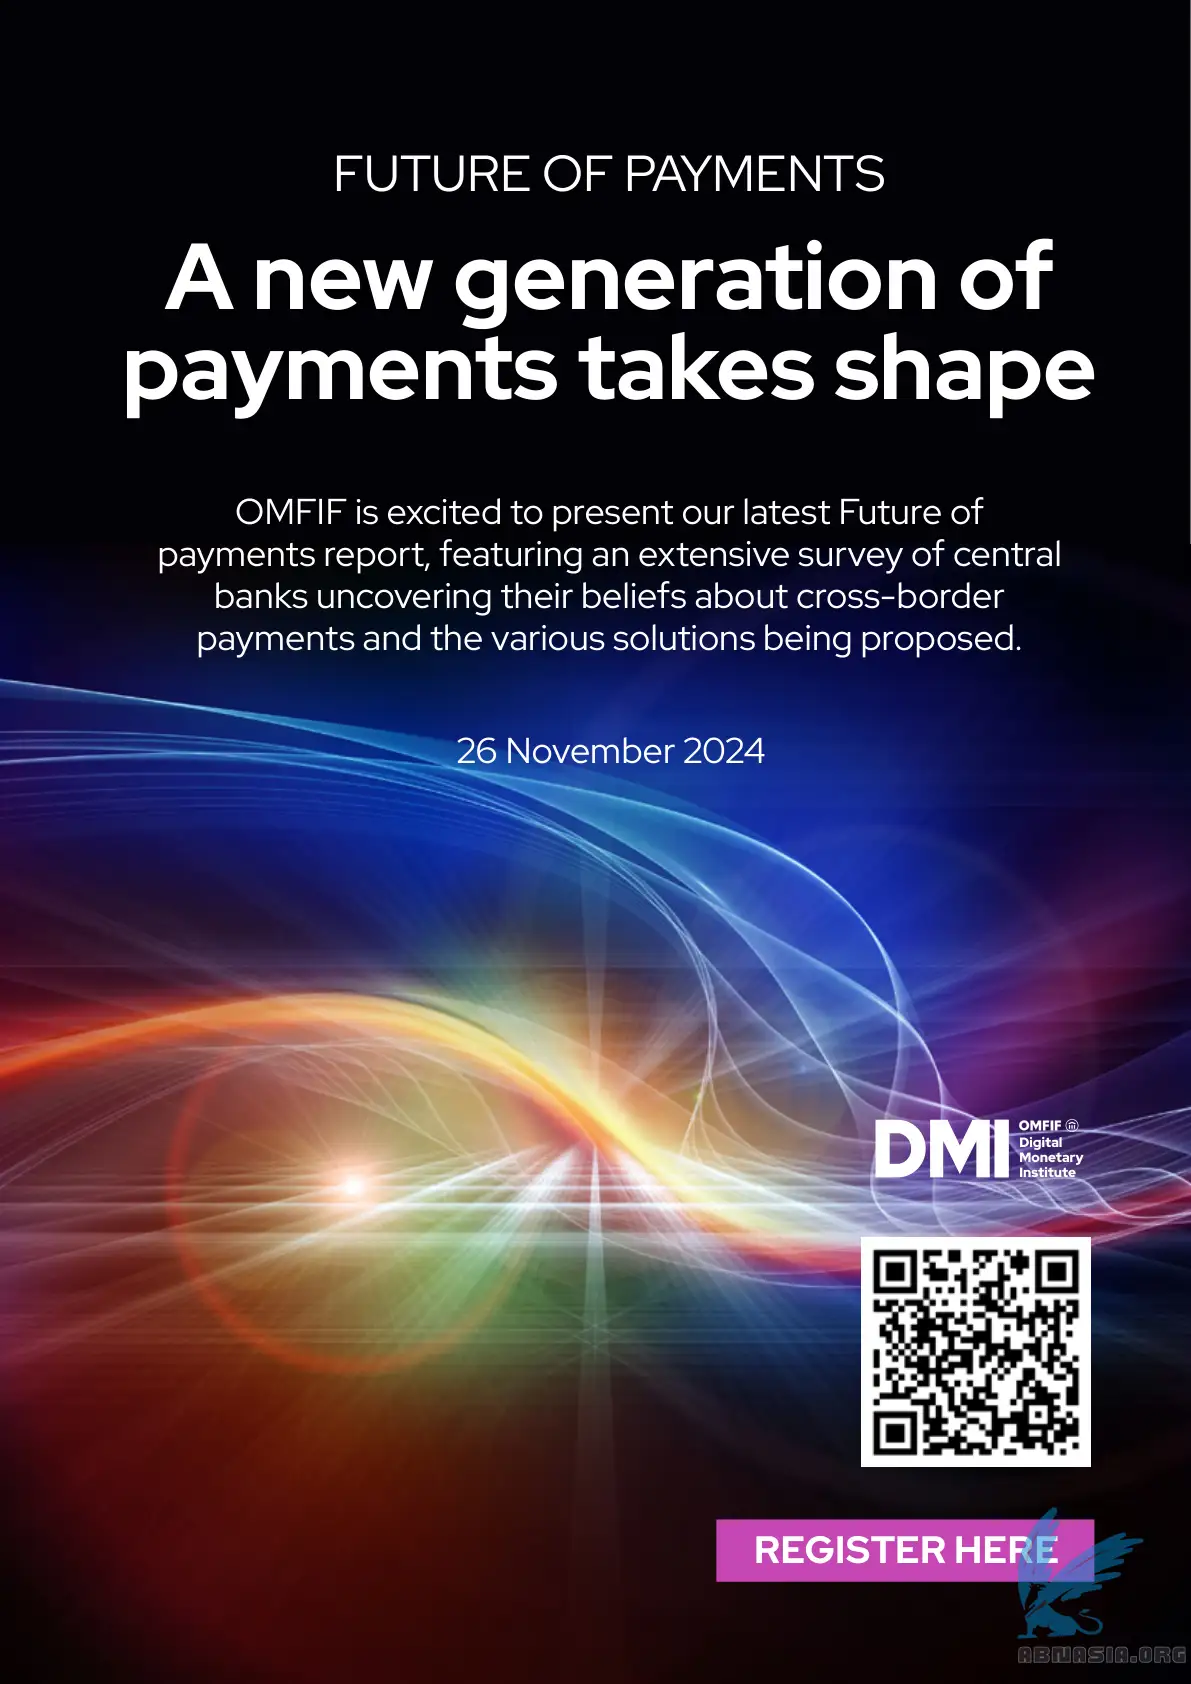 FUTURE OF PAYMENTS
A new generation of
payments takes shape
OMFIF is excited to present our latest Future of
payments report, featuring an extensive survey of central
banks uncovering their beliefs about cross-border
payments and the various solutions being proposed.
26 November 2024
DMI
OMFIF
Digital
Monetary
Institute
REGISTER HERE
ABNASIA.ORG